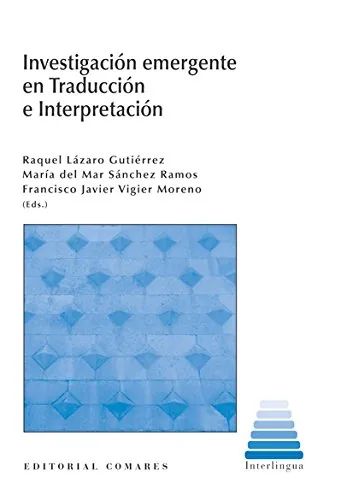 Investigación emergente
en Traducción
e Interpretación
Raquel Lázaro Gutiérrez
María del Mar Sánchez Ramos
Francisco Javier Vigier Moreno
(Eds.)
EDITORIAL COMARES
Interlingua